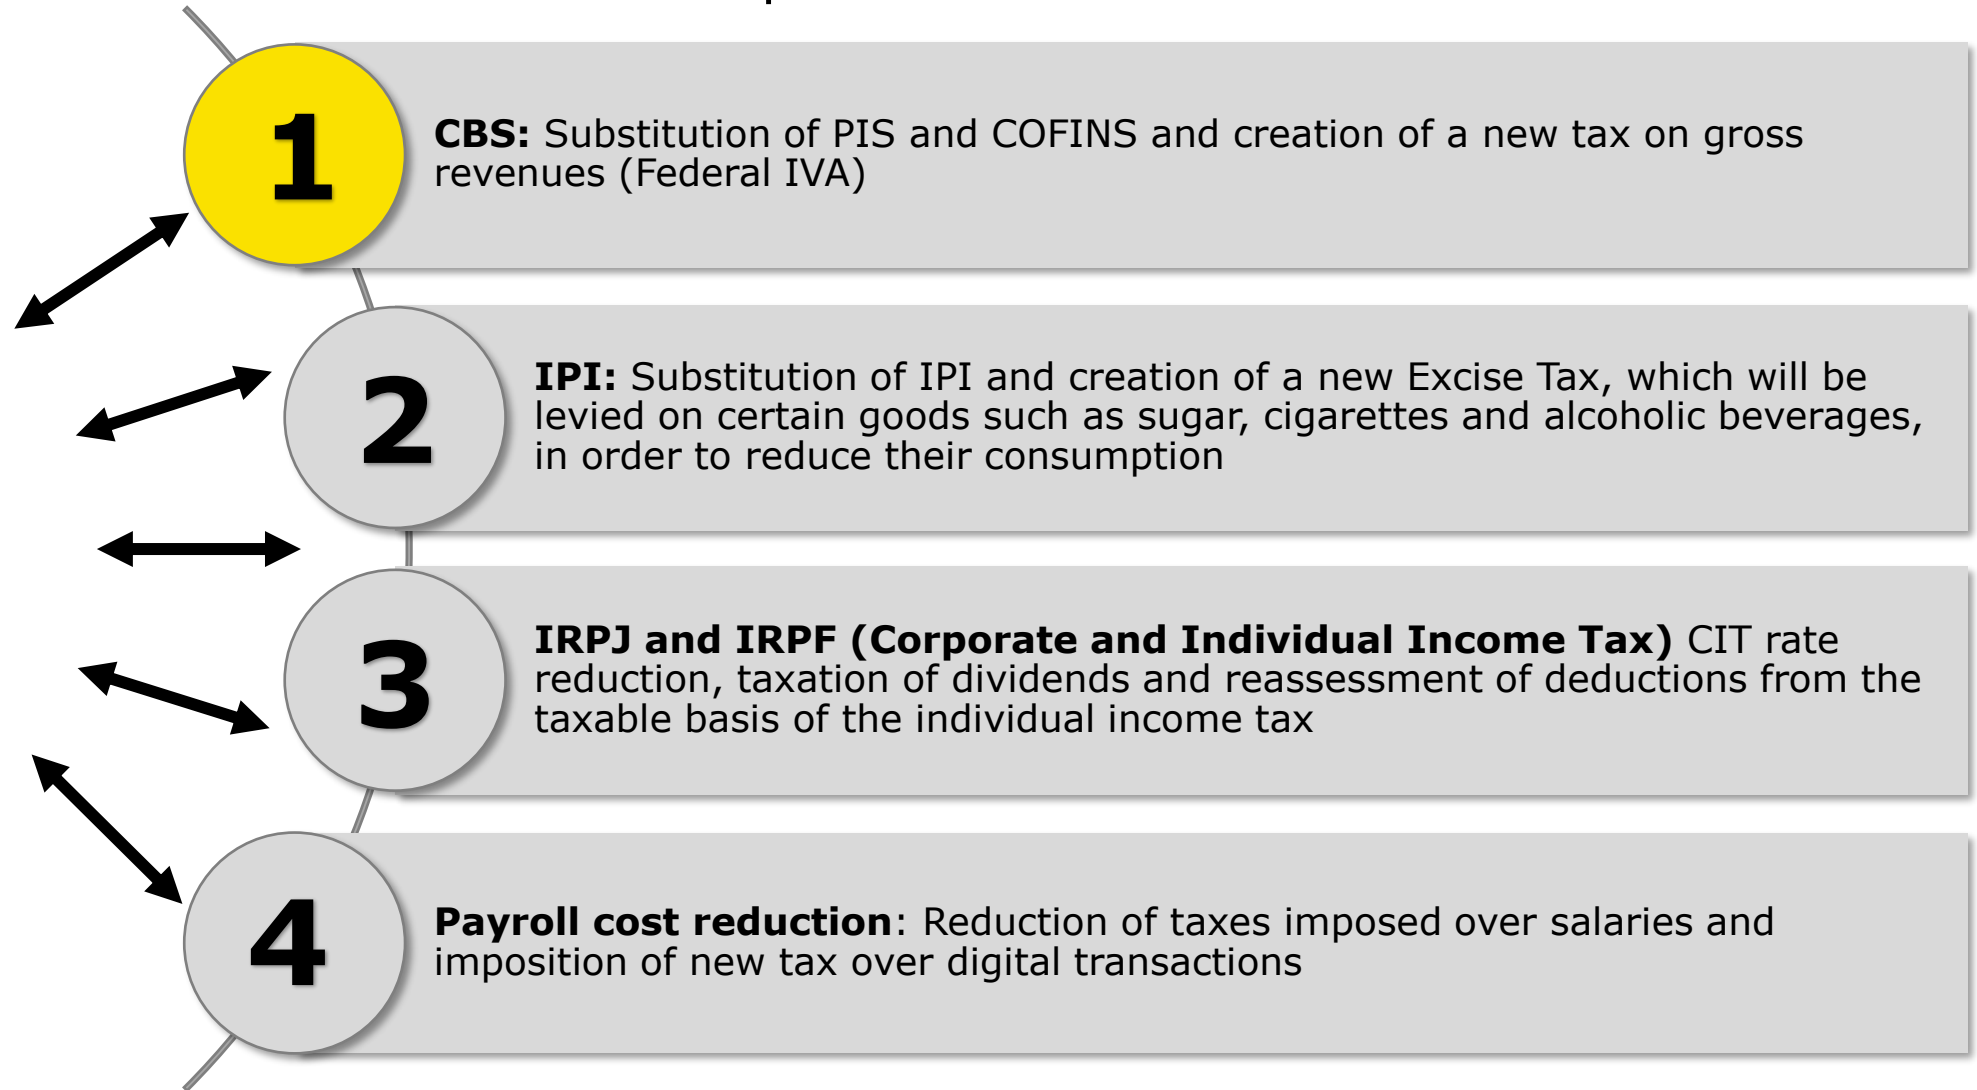 1
CBS: Substitution of PIS and COFINS and creation of a new tax on gross
revenues (Federal IVA)
2
IPI: Substitution of IPI and creation of a new Excise Tax, which will be
levied on certain goods such as sugar, cigarettes and alcoholic beverages,
in order to reduce their consumption
3
IRPJ and IRPF (Corporate and Individual Income Tax) CIT rate
reduction, taxation of dividends and reassessment of deductions from the
taxable basis of the individual income tax
4
Payroll cost reduction: Reduction of taxes imposed over salaries and
imposition of new tax over digital transactions